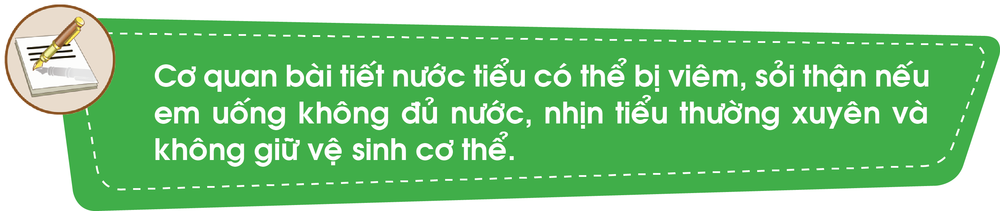 Cơ quan bài tiết nước tiểu có thể bị viêm, sỏi thận nếu
em uống không đủ nước, nhịn tiểu thường xuyên và
không giữ vệ sinh cơ thể.